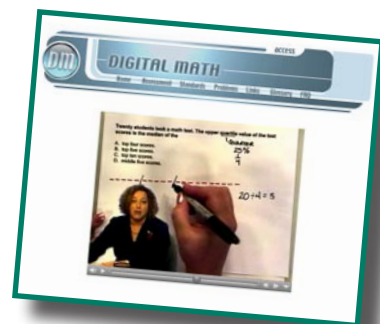 ACCESS
DM
DIGITAL MATH
Home Assessment Standards Problems Links Glossary FAQ
Twenty students took a math test. The upper quartile value of the test
scores is the median of the
A. top four scores.
B. top five scores.
C. top ten scores.
D. middle five scores.
25%
1
4
20÷4=5